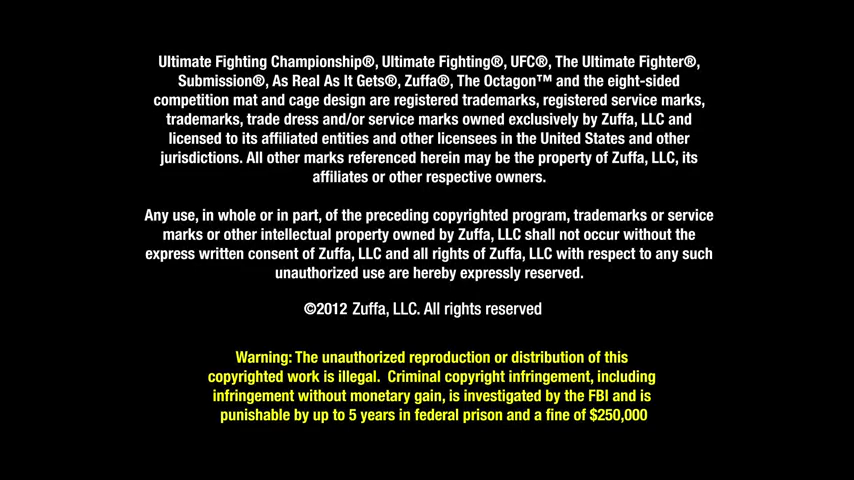 Ultimate Fighting Championship®, Ultimate Fighting®, UFC®, The Ultimate Fighter®,
Submission®, As Real As It Gets®, Zuffa®, The Octagon™ and the eight-sided
competition mat and cage design are registered trademarks, registered service marks,
trademarks, trade dress and/or service marks owned exclusively by Zuffa, LLC and
licensed to its affiliated entities and other licensees in the United States and other
jurisdictions. All other marks referenced herein may be the property of Zuffa, LLC, its
affiliates or other respective owners.
Any use, in whole or in part, of the preceding copyrighted program, trademarks or service
marks or other intellectual property owned by Zuffa, LLC shall not occur without the
express written consent of Zuffa, LLC and all rights of Zuffa, LLC with respect to any such
unauthorized use are hereby expressly reserved.
©2012 Zuffa, LLC. All rights reserved
Warning: The unauthorized reproduction or distribution of this
copyrighted work is illegal. Criminal copyright infringement, including
infringement without monetary gain, is investigated by the FBI and is
punishable by up to 5 years in federal prison and a fine of $250,000